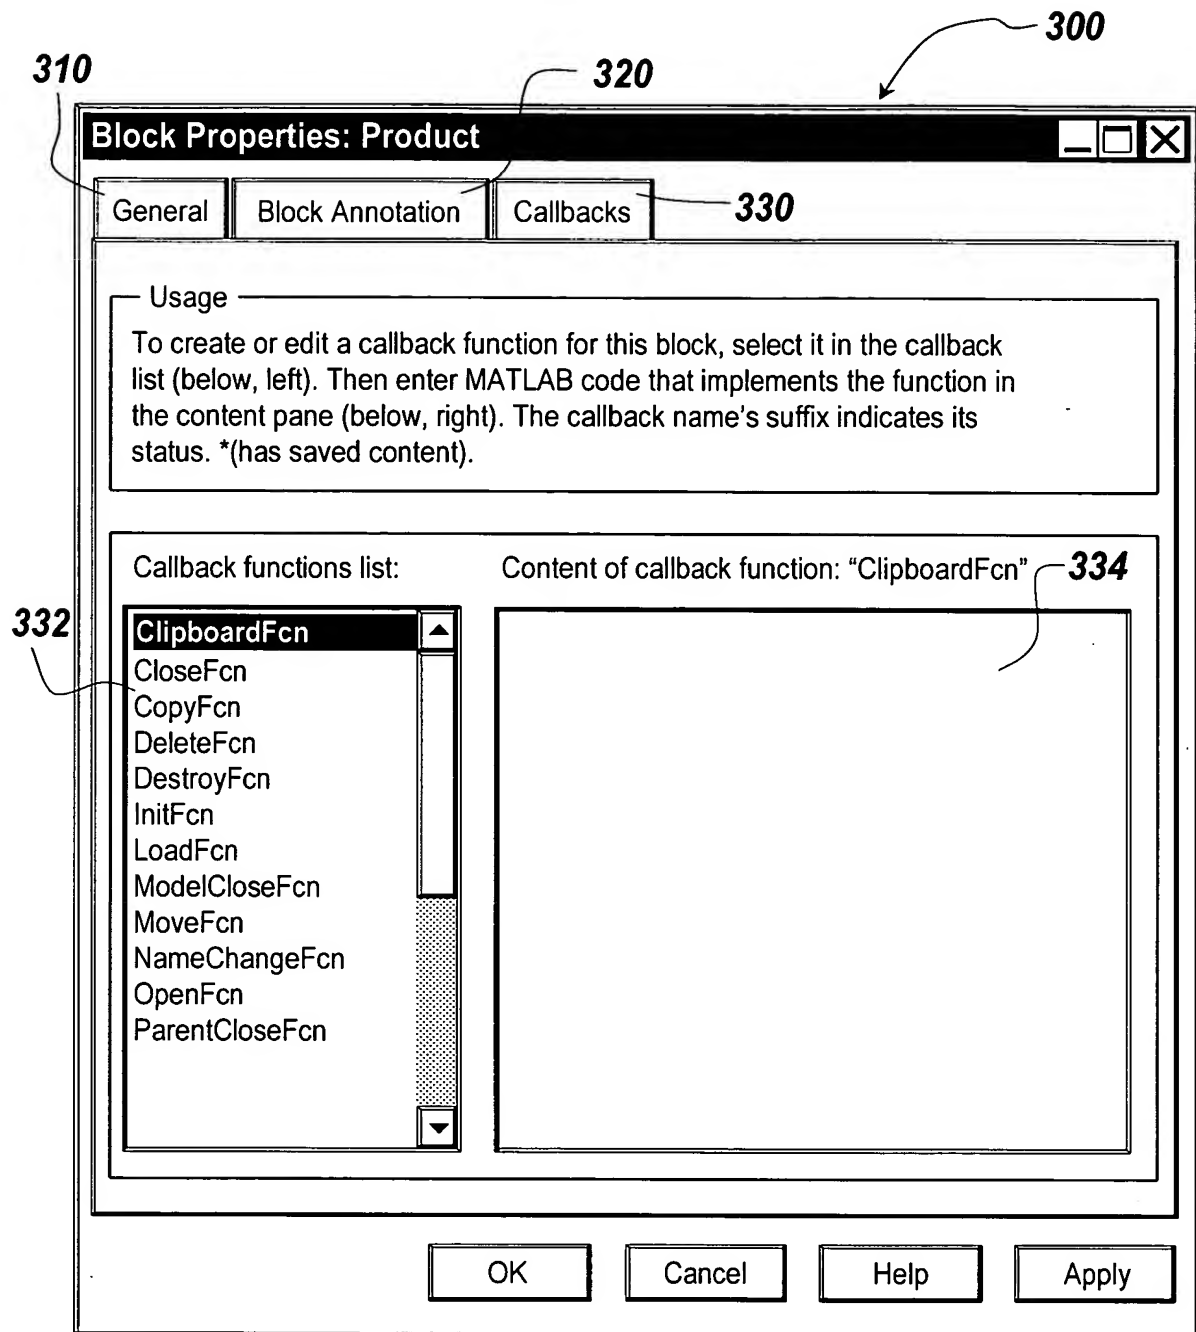 300
310
320
Block Properties: Product
General
Block Annotation
Callbacks
330
Usage
To create or edit a callback function for this block, select it in the callback
list (below, left). Then enter MATLAB code that implements the function in
the content pane (below, right). The callback name's suffix indicates its
status. *(has saved content).
Callback functions list:
Content of callback function: “ClipboardFcn”
334
332
ClipboardFcn
CloseFcn
CopyFcn
DeleteFcn
DestroyFcn
InitFcn
LoadFcn
ModelCloseFcn
MoveFcn
NameChangeFcn
OpenFcn
ParentCloseFcn
OK
Cancel
Help
Apply